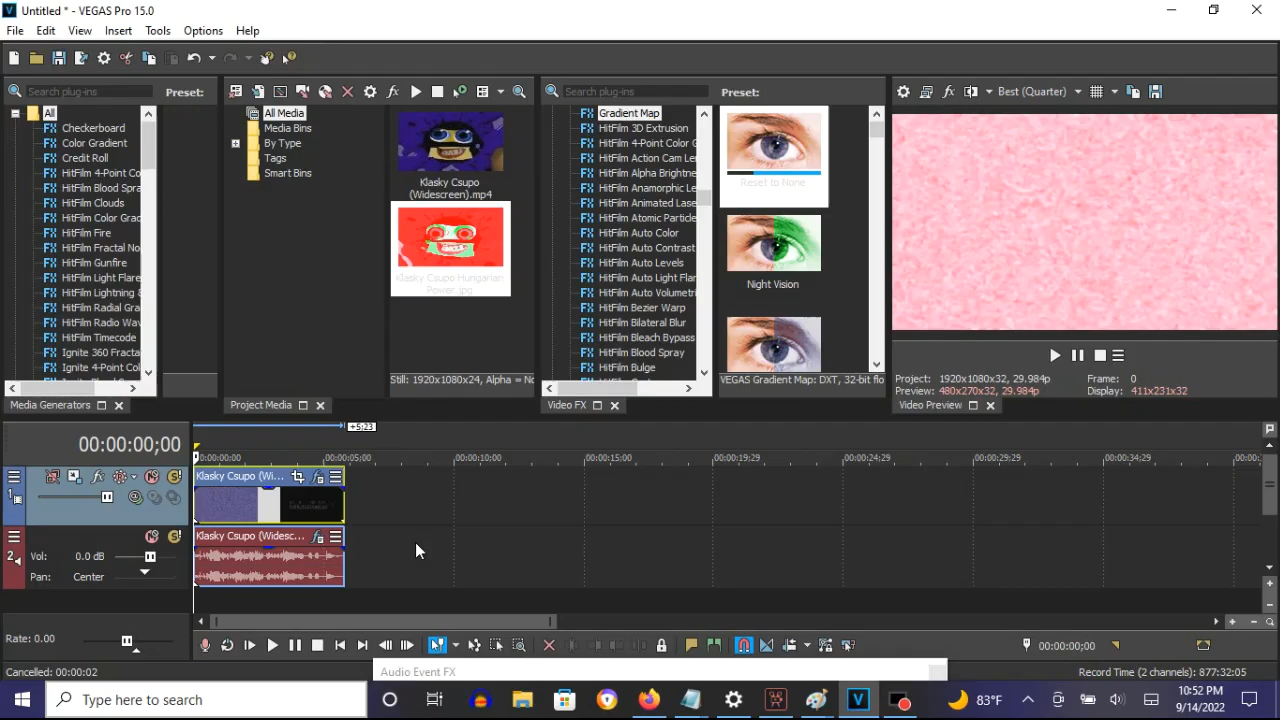 Untitled * - VEGAS Pro 15.0
File Edit View Insert Tools Options Help
Search plug-ins
Preset:
All
Checkerboard
Color Gradient
Credit Roll
HitFilm 4-Point Co
HitFilm Clouds
HitFilm Color Grad
HitFilm Fire
HitFilm Fractal No
HitFilm Gunfire
HitFilm Light Flare
HitFilm Lightning &
HitFilm Radial Gra
HitFilm Radio Wav
HitFilm Timecode
Ignite 360 Fracta
Ignite 4-Point Col
Media Generators
All Media
Media Bins
By Type
Tags
Smart Bins
Klasky Csupo
(Widescreen).mp4
Klasky Csupo Hungarian
Power..jpg
Still: 1920x1080x24, Alpha = No
Project Media
Search plug-ins
Preset:
Gradient Map
HitFilm 3D Extrusion
HitFilm 4-Point Color G
HitFilm Action Cam Le
HitFilm Alpha Brightne
HitFilm Anamorphic Le
HitFilm Animated Lase
HitFilm Atomic Particle
HitFilm Auto Color
HitFilm Auto Contrast
HitFilm Auto Levels
HitFilm Auto Light Flar
HitFilm Auto Volumetri
HitFilm Bezier Warp
HitFilm Bilateral Blur
HitFilm Bleach Bypass
HitFilm Blood Spray
HitFilm Bulge
Reset to None
Night Vision
VEGAS Gradient Map: DXT, 32-bit flo
Video FX
Best (Quarter)
Project: 1920x1080x32, 29.984p
Preview: 480x270x32, 29.984p
Frame: 0
Display: 411x231x32
Video Preview
00:00:00;00
+5;23
00:00:00;00 00:00:05;00 00:00:10;00 00:00:15;00 00:00:19;29 00:00:24;29 00:00:29;29 00:00:34;29
1
Klasky Csupo (Wi...
2
Vol: 0.0 dB
Pan: Center
Klasky Csupo (Widesc...
Rate: 0.00
00:00:00;00
Cancelled: 00:00:02
Audio Event FX
Record Time (2 channels): 877:32:05
Type here to search
83°F
10:52 PM
9/14/2022